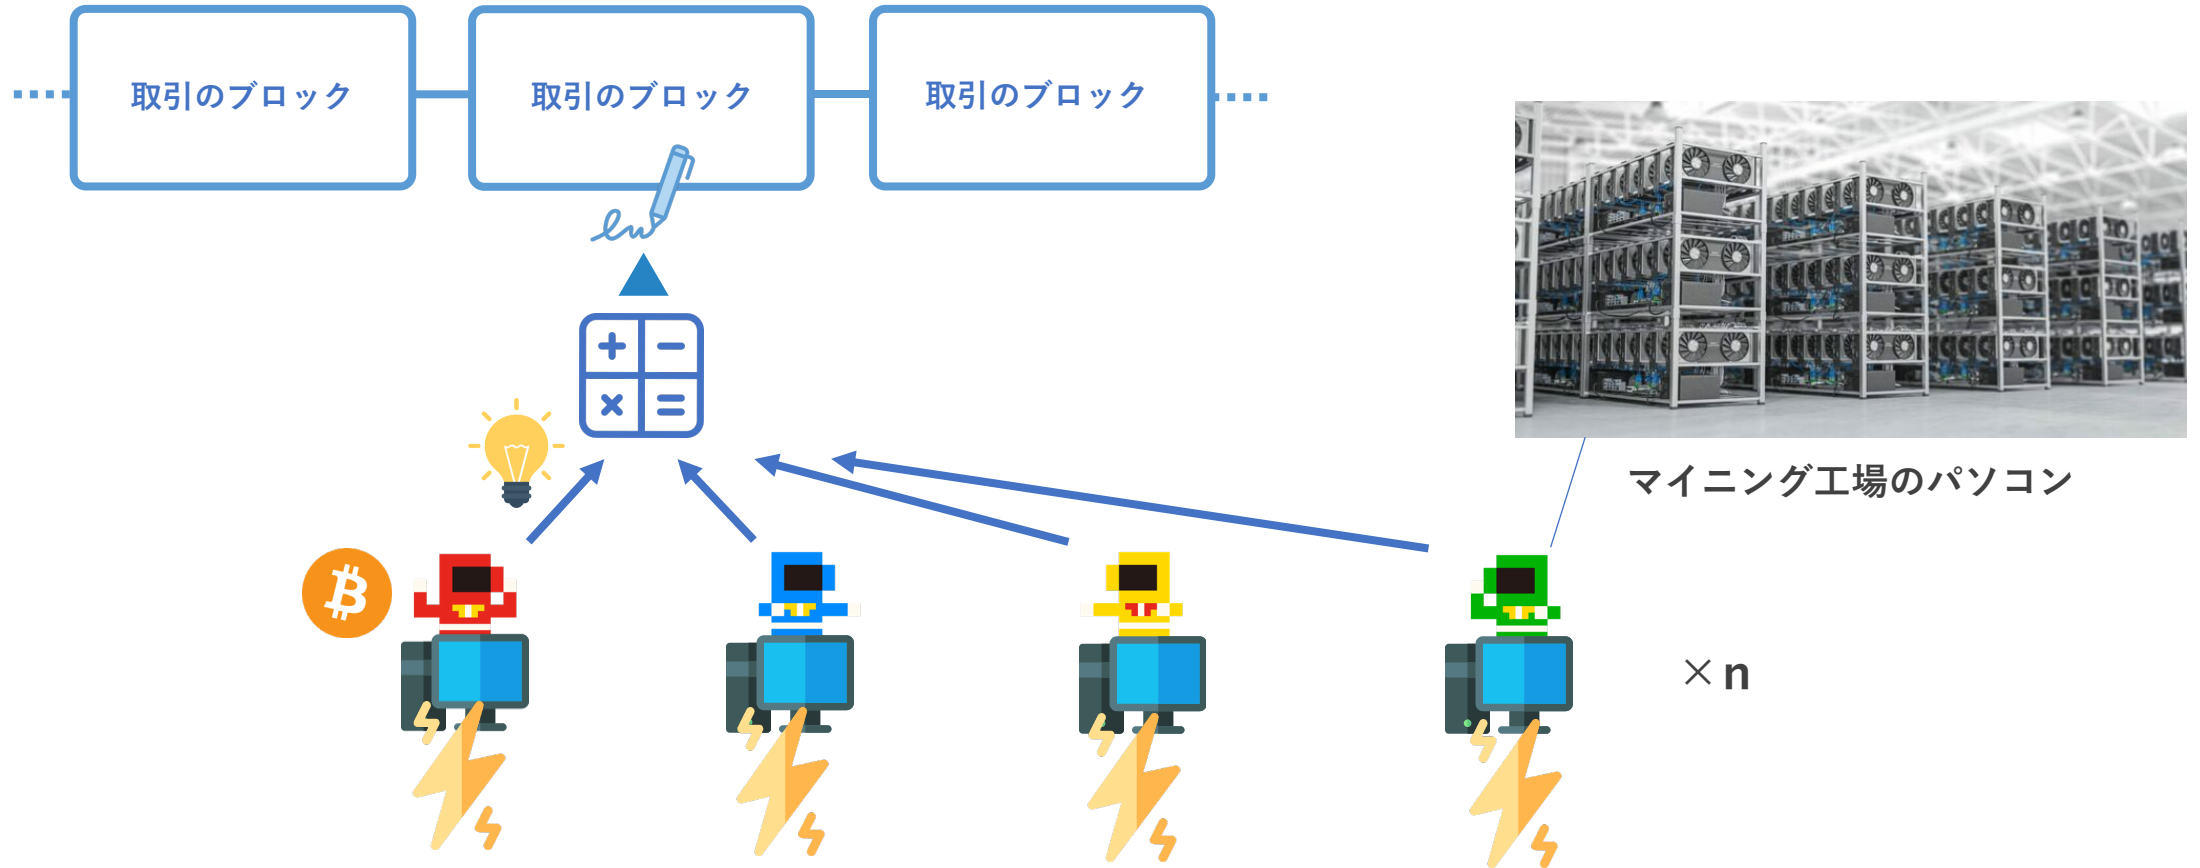 取引のブロック
取引のブロック
取引のブロック
マイニング工場のパソコン
×n